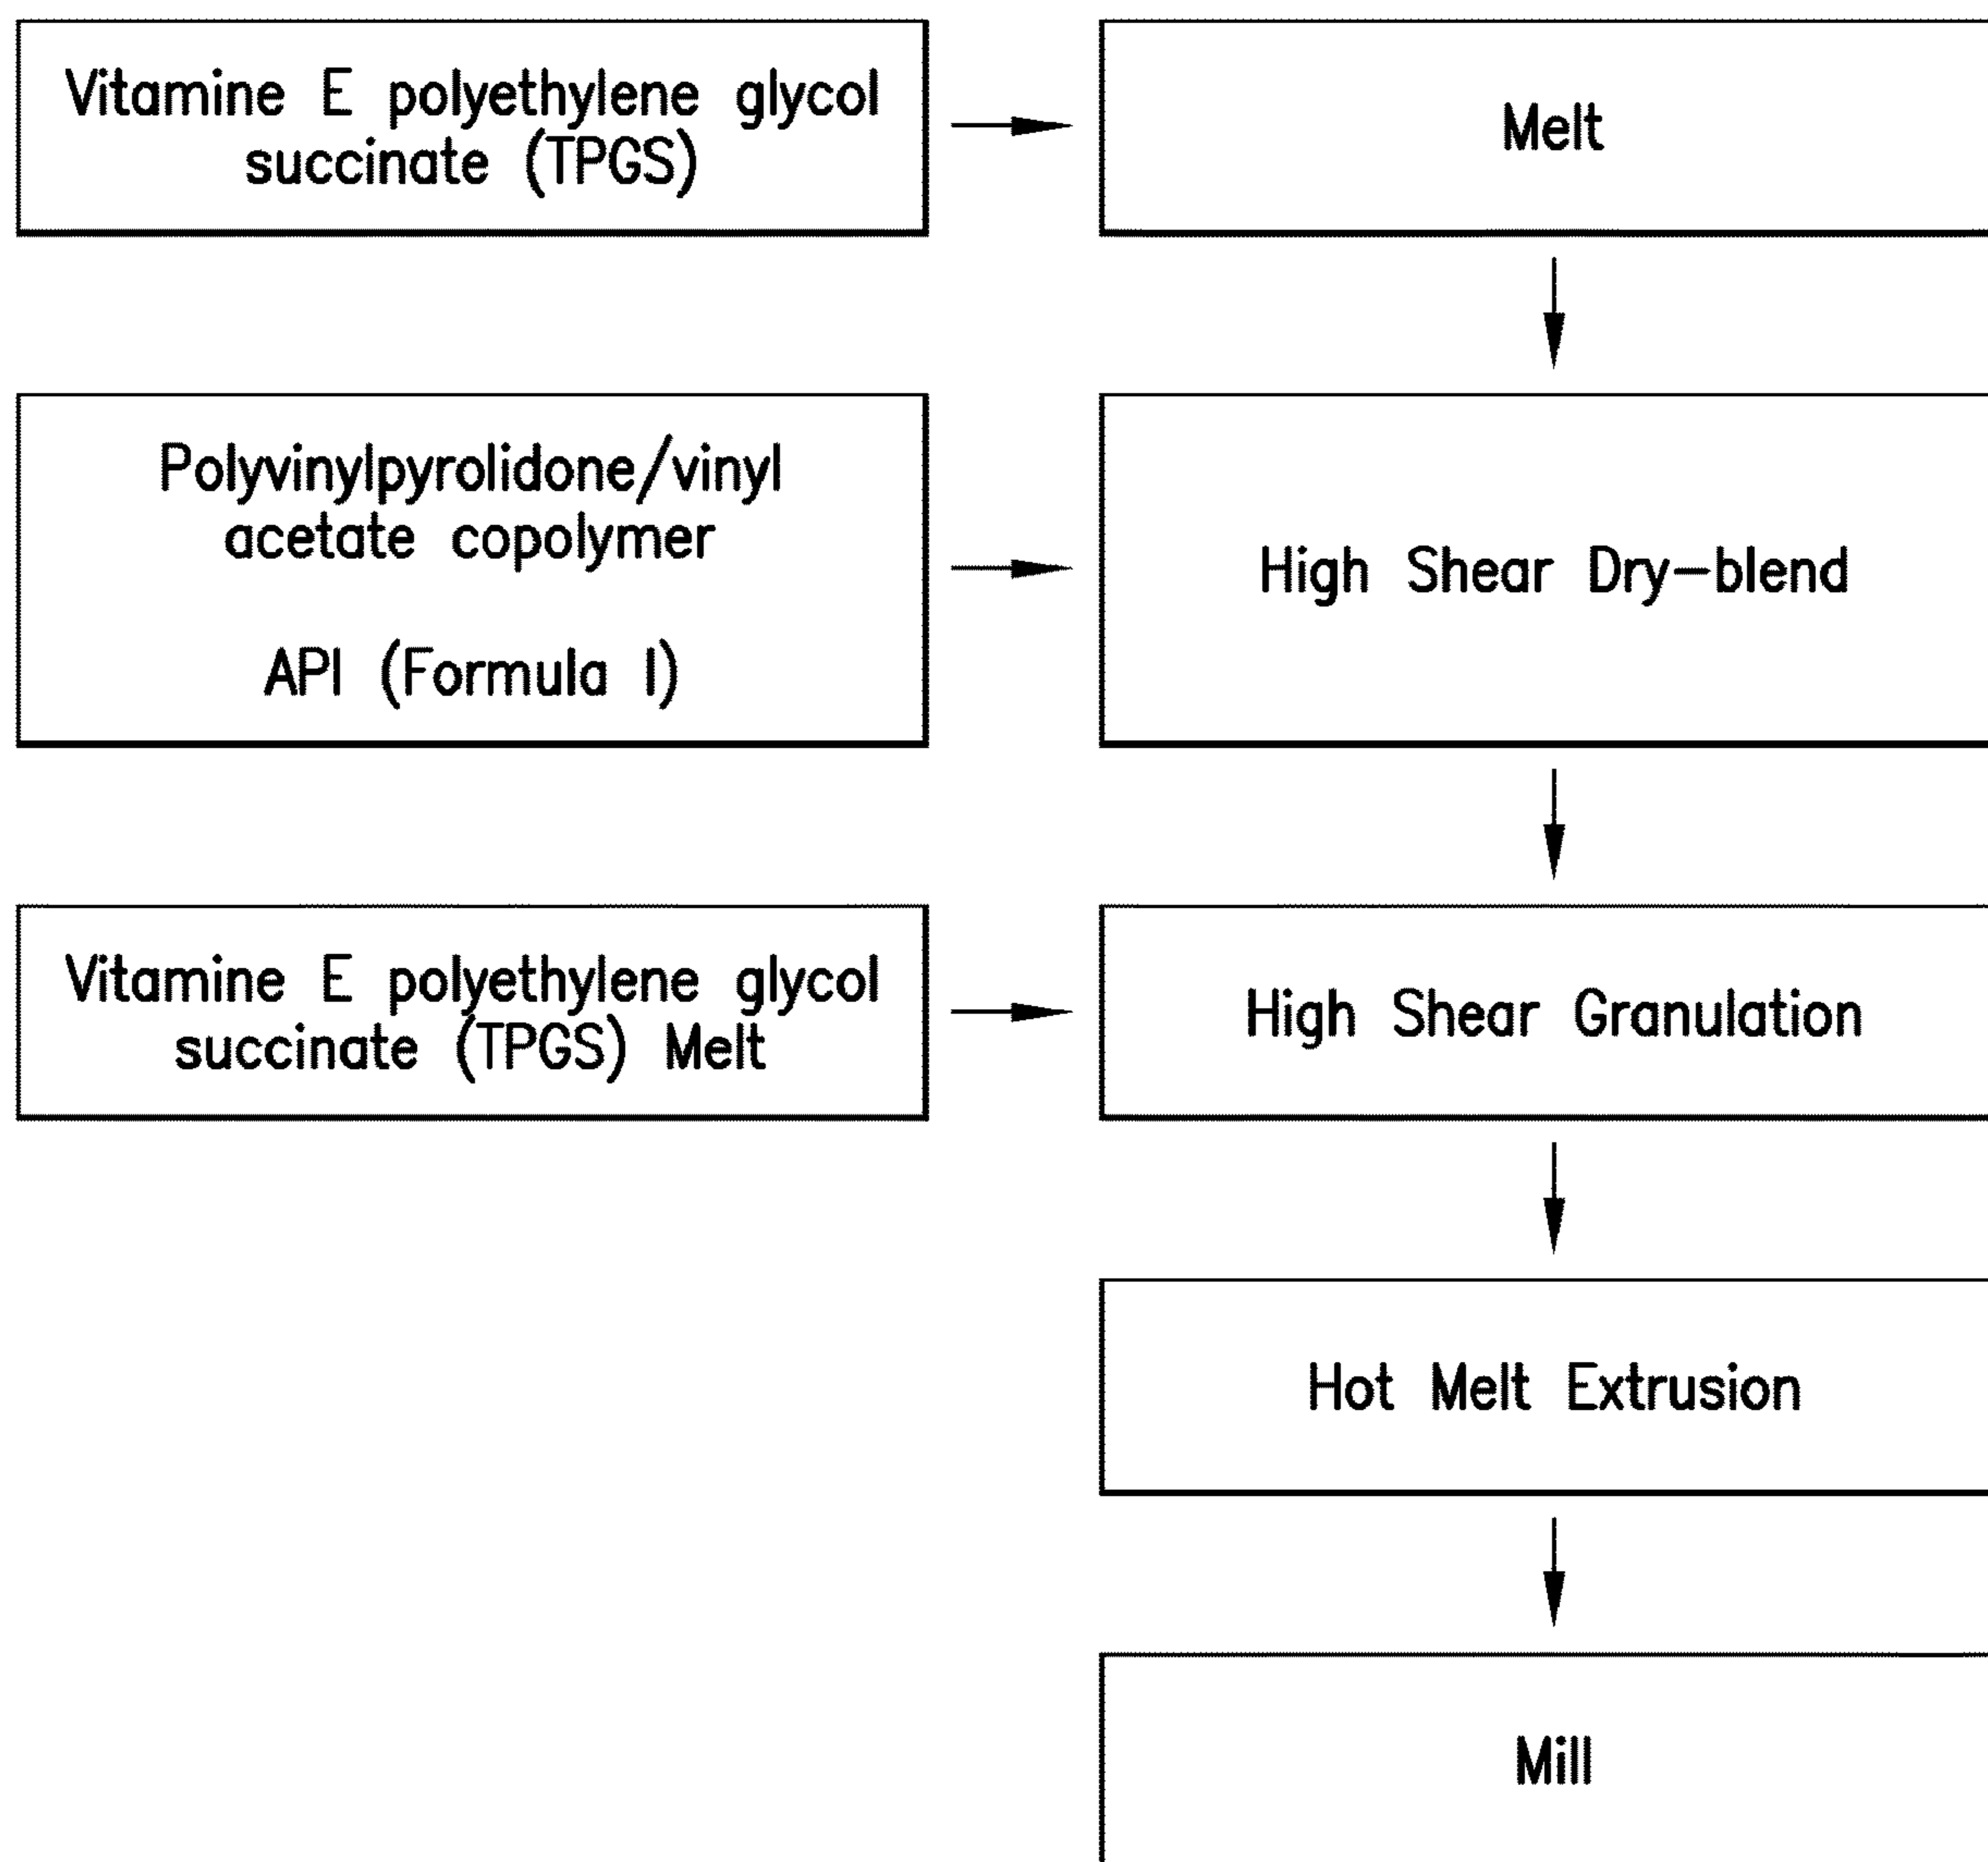 Vitamine E polyethylene glycol
succinate (TPGS)
Melt
Polyvinylpyrolidone/vinyl
acetate copolymer
API (Formula I)
High Shear Dry-blend
Vitamine E polyethylene glycol
succinate (TPGS) Melt
High Shear Granulation
Hot Melt Extrusion
Mill